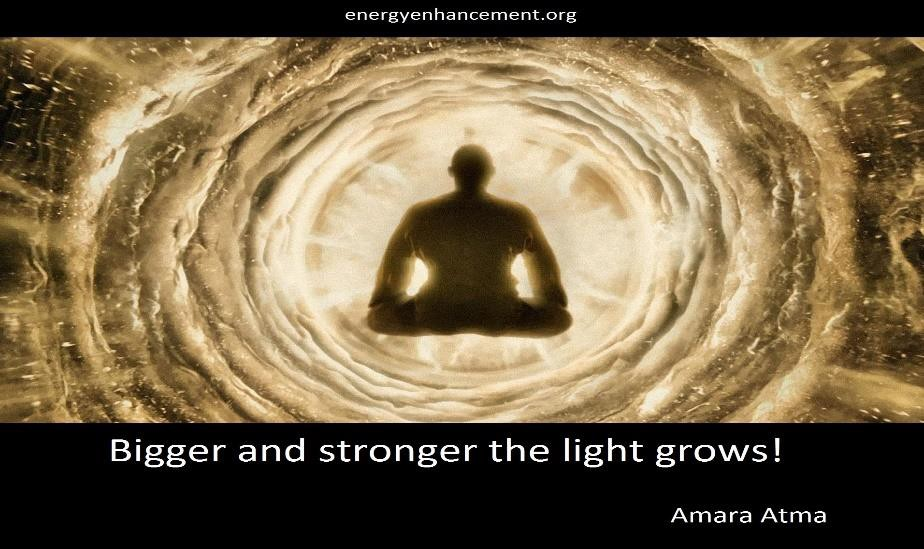 energyenhancement.org
Bigger and stronger the light grows!
Amara Atma